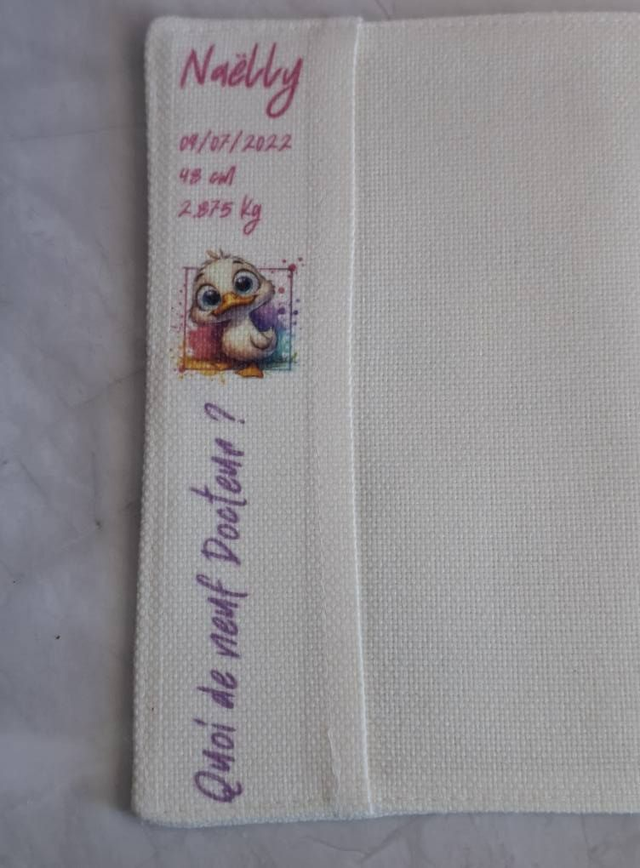 Naëlly
09/07/2022
48 cm
2.875 Kg
Quoi de neuf Docteur ?